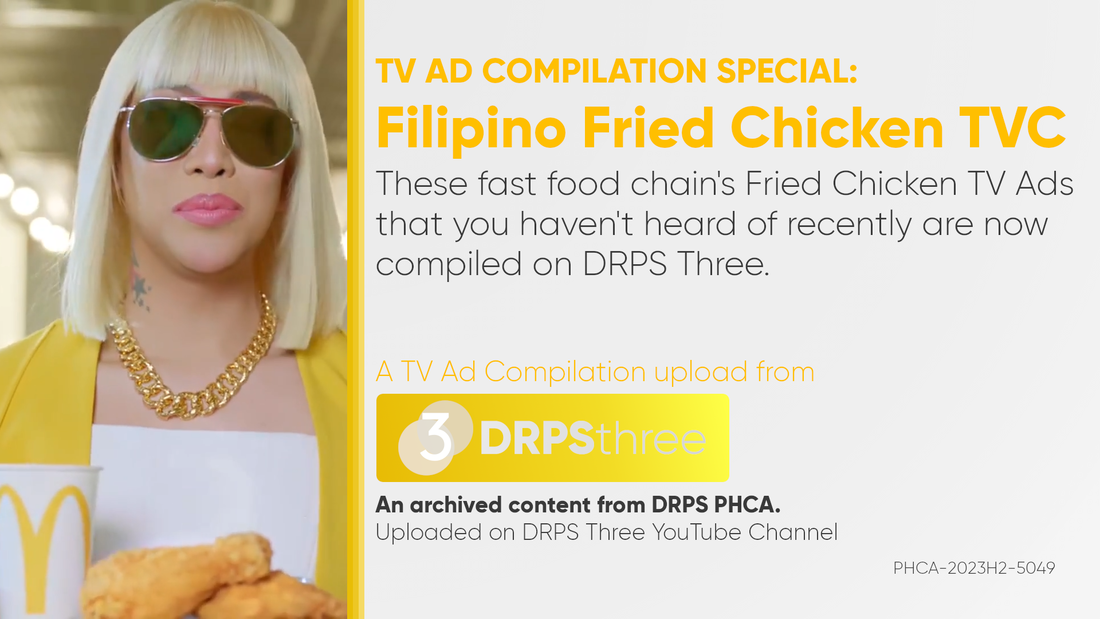 TV AD COMPILATION SPECIAL:
Filipino Fried Chicken TVC
These fast food chain's Fried Chicken TV Ads
that you haven't heard of recently are now
compiled on DRPS Three.
A TV Ad Compilation upload from
3 DRPSthree
An archived content from DRPS PHCA.
Uploaded on DRPS Three YouTube Channel
PHCA-2023H2-5049